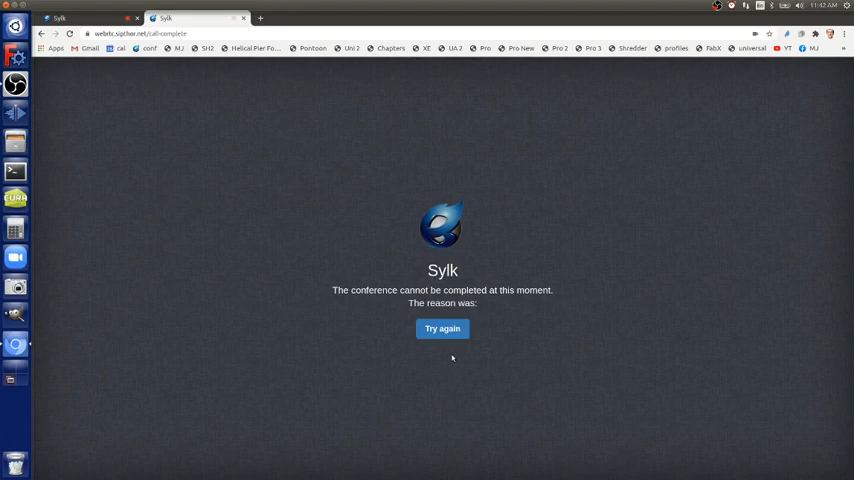 11:42 AM
Sylk
Sylk
webrtc.sipthor.net/call-complete
Apps Gmail cal conf MJ SH2 Helical Pier Fo... Pontoon Uni 2 Chapters XE UA 2 Pro Pro New Pro 2 Pro 3 Shredder profiles FabX universal YT MJ »
CURA
Sylk
The conference cannot be completed at this moment.
The reason was:
Try again